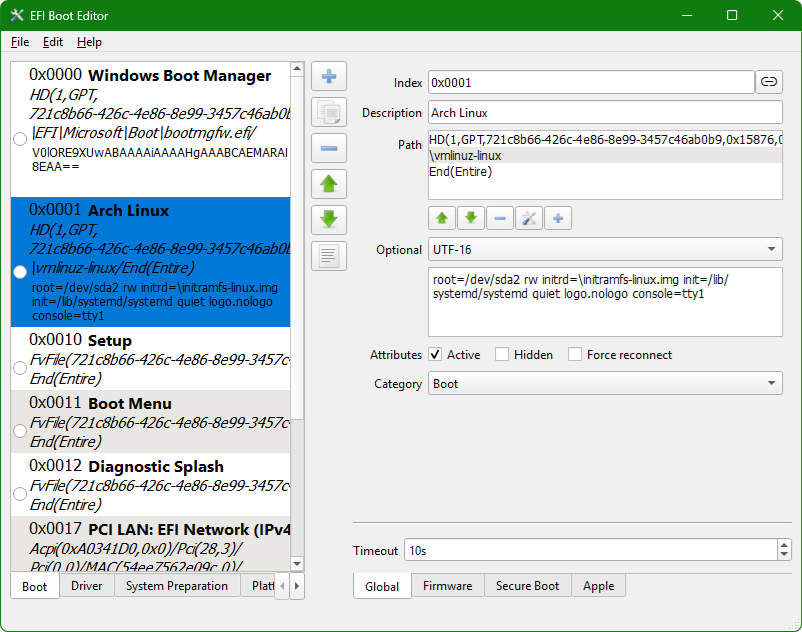 EFI Boot Editor
File Edit Help
0x0000 Windows Boot Manager
HD(1,GPT,
721c8b66-426c-4e86-8e99-3457c46ab0b
\EFI\Microsoft\Boot\bootmgfw.efi/
V0lORE9XUwABAAAAiAAAAHgAAABCAEMARAI
8EAA==
0x0001 Arch Linux
HD(1,GPT,
721c8b66-426c-4e86-8e99-3457c46ab0b
\vmlinuz-linux/End(Entire)
root=/dev/sda2 rw initrd=\initramfs-linux.img
init=/lib/systemd/systemd quiet logo.nologo
console=tty1
0x0010 Setup
FvFile(721c8b66-426c-4e86-8e99-3457c-
End(Entire)
0x0011 Boot Menu
FvFile(721c8b66-426c-4e86-8e99-3457c-
End(Entire)
0x0012 Diagnostic Splash
FvFile(721c8b66-426c-4e86-8e99-3457c-
End(Entire)
0x0017 PCI LAN: EFI Network (IPv4
Acpi(0xA0341D0,0x0)/Pci(28,3)/
Pci(0,0)/MAC(54ee7562e09c,0)/
Boot Driver System Preparation Platf
Index 0x0001
Description Arch Linux
Path HD(1,GPT,721c8b66-426c-4e86-8e99-3457c46ab0b9,0x15876,0
\vmlinuz-linux
End(Entire)
Optional UTF-16
root=/dev/sda2 rw initrd=\initramfs-linux.img init=/lib/
systemd/systemd quiet logo.nologo console=tty1
Attributes Active Hidden Force reconnect
Category Boot
Timeout 10s
Global Firmware Secure Boot Apple